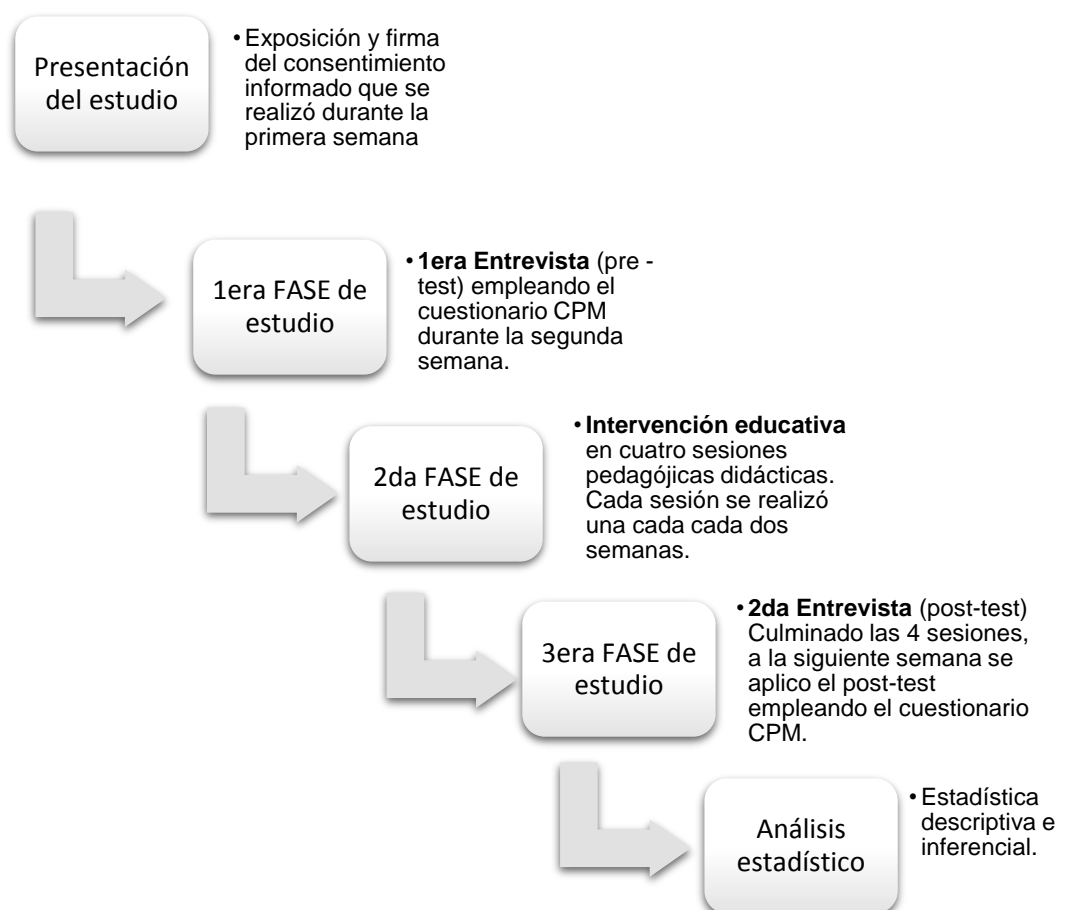 Presentación
del estudio
• Exposición y firma
del consentimiento
informado que se
realizó durante la
primera semana
1era FASE de
estudio
• 1era Entrevista (pre -
test) empleando el
cuestionario CPM
durante la segunda
semana.
2da FASE de
estudio
• Intervención educativa
en cuatro sesiones
pedagójicas didácticas.
Cada sesión se realizó
una cada cada dos
semanas.
3era FASE de
estudio
• 2da Entrevista (post-test)
Culminado las 4 sesiones,
a la siguiente semana se
aplico el post-test
empleando el cuestionario
CPM.
Análisis
estadístico
• Estadística
descriptiva e
inferencial.